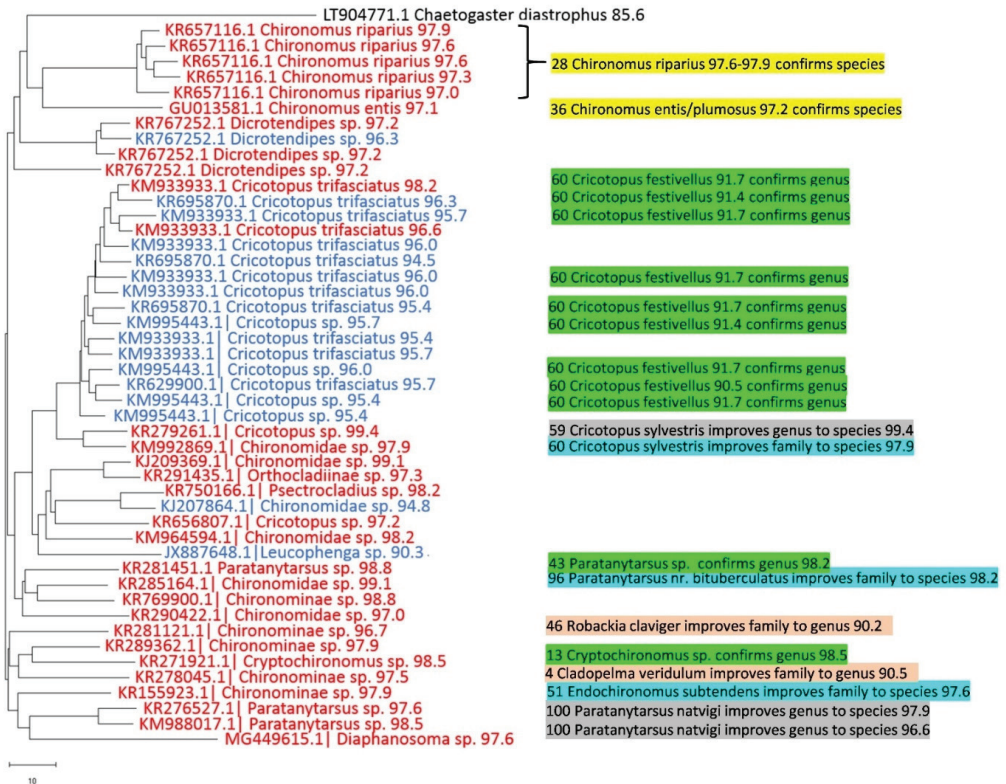 LT904771.1 Chaetogaster diastrophus 85.6
KR657116.1 Chironomus riparius 97.9
KR657116.1 Chironomus riparius 97.6
KR657116.1 Chironomus riparius 97.6
28 Chironomus riparius 97.6-97.9 confirms species
KR657116.1 Chironomus riparius 97.3
KR657116.1 Chironomus riparius 97.0
GU013581.1 Chironomus entis 97.1
36 Chironomus entis/plumosus 97.2 confirms species
KR767252.1 Dicrotendipes sp. 97.2
KR767252.1 Dicrotendipes sp. 96.3
KR767252.1 Dicrotendipes sp. 97.2
KR767252.1 Dicrotendipes sp. 97.2
60 Cricotopus festivellus 91.7 confirms genus
KM933933.1 Cricotopus trifasciatus 98.2
KR695870.1 Cricotopus trifasciatus 96.3
60 Cricotopus festivellus 91.4 confirms genus
KM933933.1 Cricotopus trifasciatus 95.7
60 Cricotopus festivellus 91.7 confirms genus
KM933933.1 Cricotopus trifasciatus 96.6
KM933933.1 Cricotopus trifasciatus 96.0
KR695870.1 Cricotopus trifasciatus 94.5
KM933933.1 Cricotopus trifasciatus 96.0
60 Cricotopus festivellus 91.7 confirms genus
KM933933.1 Cricotopus trifasciatus 96.0
KR695870.1 Cricotopus trifasciatus 95.4
60 Cricotopus festivellus 91.7 confirms genus
KM995443.1| Cricotopus sp. 95.7
60 Cricotopus festivellus 91.4 confirms genus
KM933933.1| Cricotopus trifasciatus 95.4
KM933933.1| Cricotopus trifasciatus 95.7
KM995443.1| Cricotopus sp. 96.0
60 Cricotopus festivellus 91.7 confirms genus
KR629900.1| Cricotopus trifasciatus 95.7
60 Cricotopus festivellus 90.5 confirms genus
KM995443.1| Cricotopus sp. 95.4
60 Cricotopus festivellus 91.7 confirms genus
KM995443.1| Cricotopus sp. 95.4
KR279261.1| Cricotopus sp. 99.4
59 Cricotopus sylvestris improves genus to species 99.4
KM992869.1| Chironomidae sp. 97.9
60 Cricotopus sylvestris improves family to species 97.9
KJ209369.1| Chironomidae sp. 99.1
KR291435.1| Orthocladiinae sp. 97.3
KR750166.1| Psectrocladius sp. 98.2
KJ207864.1| Chironomidae sp. 94.8
KR656807.1| Cricotopus sp. 97.2
KM964594.1| Chironomidae sp. 98.2
JX887648.1|Leucophenga sp. 90.3
43 Paratanytarsus sp. confirms genus 98.2
KR281451.1 Paratanytarsus sp. 98.8
KR285164.1| Chironomidae sp. 99.1
96 Paratanytarsus nr. bituberculatus improves family to species 98.2
KR769900.1| Chironominae sp. 98.8
KR290422.1| Chironomidae sp. 97.0
KR281121.1| Chironominae sp. 96.7
46 Robackia claviger improves family to genus 90.2
KR289362.1| Chironominae sp. 97.9
KR271921.1| Cryptochironomus sp. 98.5
13 Cryptochironomus sp. confirms genus 98.5
KR278045.1| Chironominae sp. 97.5
4 Cladopelma veridulum improves family to genus 90.5
KR155923.1| Chironominae sp. 97.9
51 Endochironomus subtendens improves family to species 97.6
KR276527.1| Paratanytarsus sp. 97.6
100 Paratanytarsus natvigi improves genus to species 97.9
KM988017.1| Paratanytarsus sp. 98.5
100 Paratanytarsus natvigi improves genus to species 96.6
MG449615.1| Diaphanosoma sp. 97.6
10